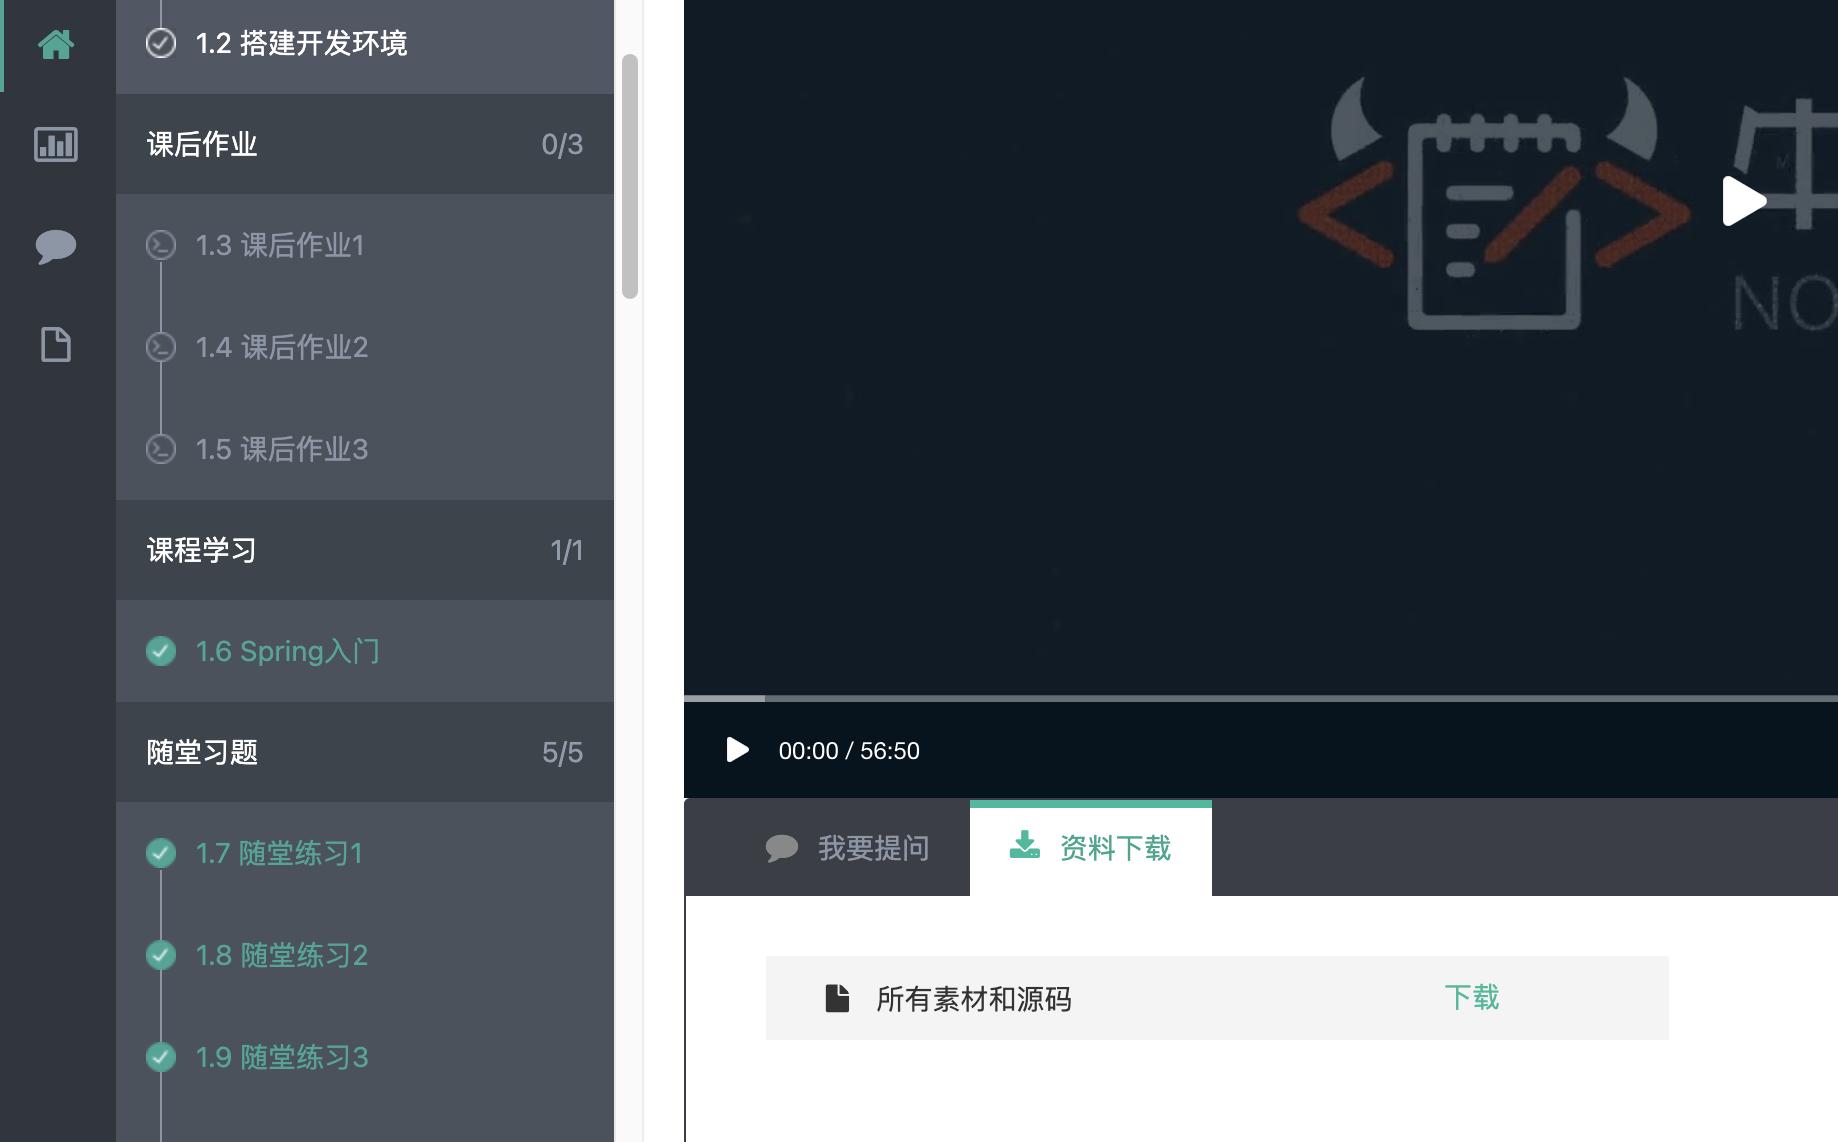 1.2 搭建开发环境
课后作业 0/3
1.3 课后作业1
1.4 课后作业2
1.5 课后作业3
课程学习 1/1
1.6 Spring入门
随堂习题 5/5
1.7 随堂练习1
1.8 随堂练习2
1.9 随堂练习3
牛
NO
00:00 / 56:50
我要提问
资料下载
所有素材和源码 下载